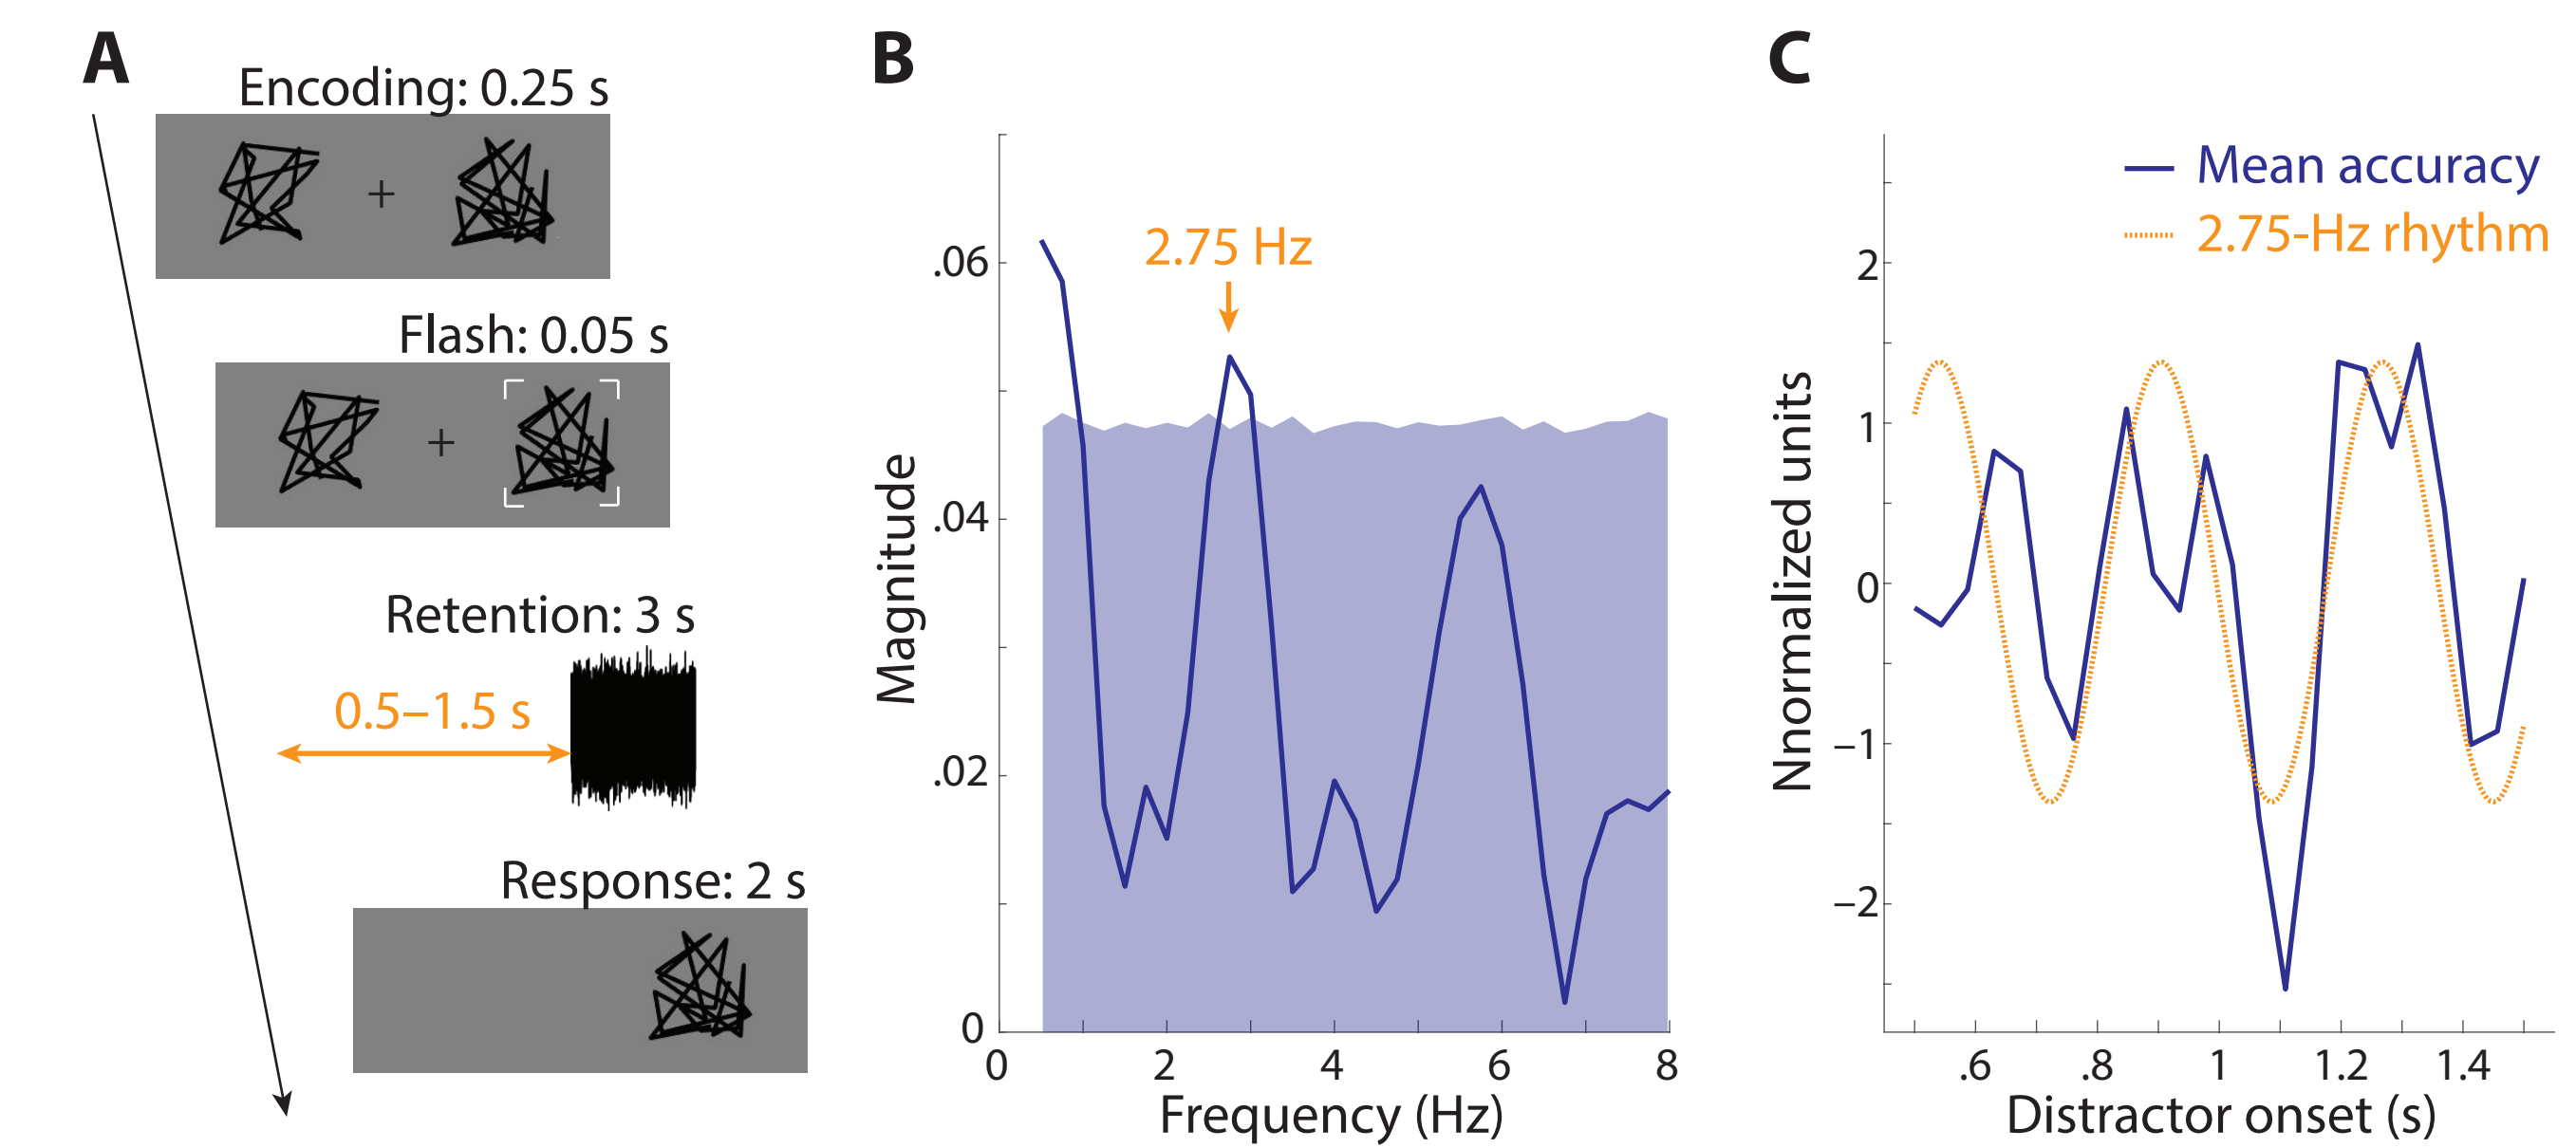 A
Encoding: 0.25 s
Flash: 0.05 s
Retention: 3 s
0.5–1.5 s
Response: 2 s
B
2.75 Hz
Magnitude
.06
.04
.02
0
0 2 4 6 8
Frequency (Hz)
C
Mean accuracy
2.75-Hz rhythm
Nnormalized units
2
1
0
−1
−2
.6 .8 1 1.2 1.4
Distractor onset (s)